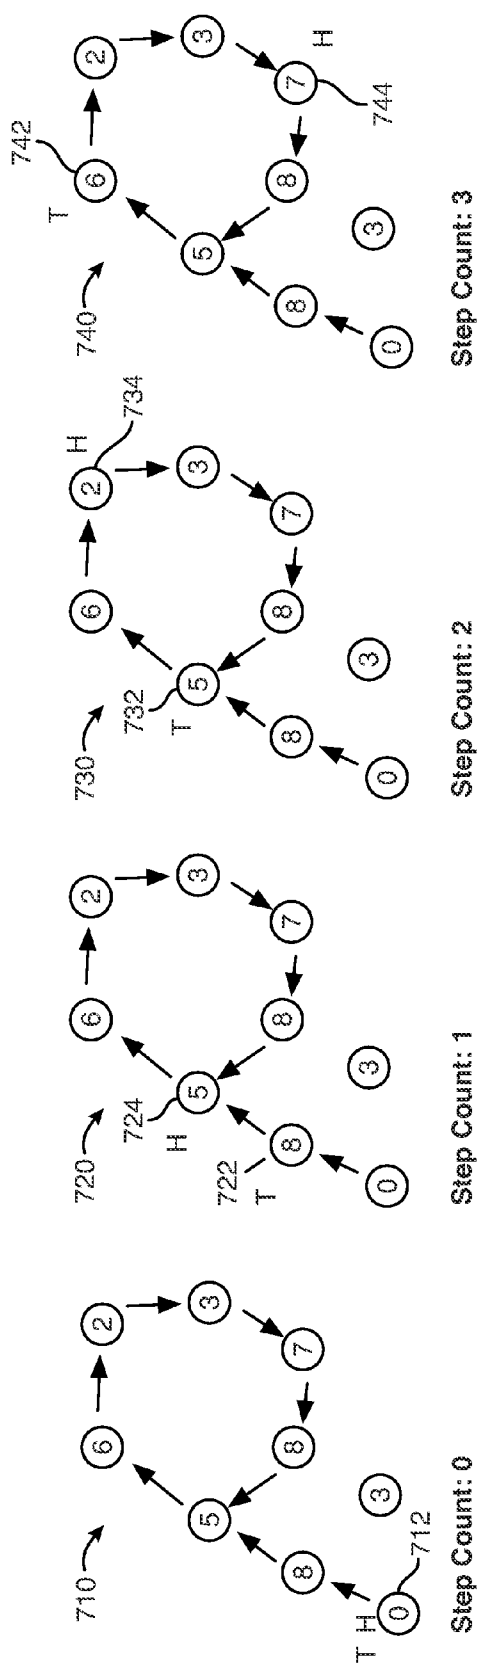 710
6 2
5 3
8 8 7
T H
0 3
712
Step Count: 0
720
6 2
724 5 3
H
722 8 8 7
T
0 3
Step Count: 1
H
734
730 6 2
732 5 3
T
8 8 7
0 3
Step Count: 2
742
T
740 6 2
5 3
8 8 7 H
744
0 3
Step Count: 3